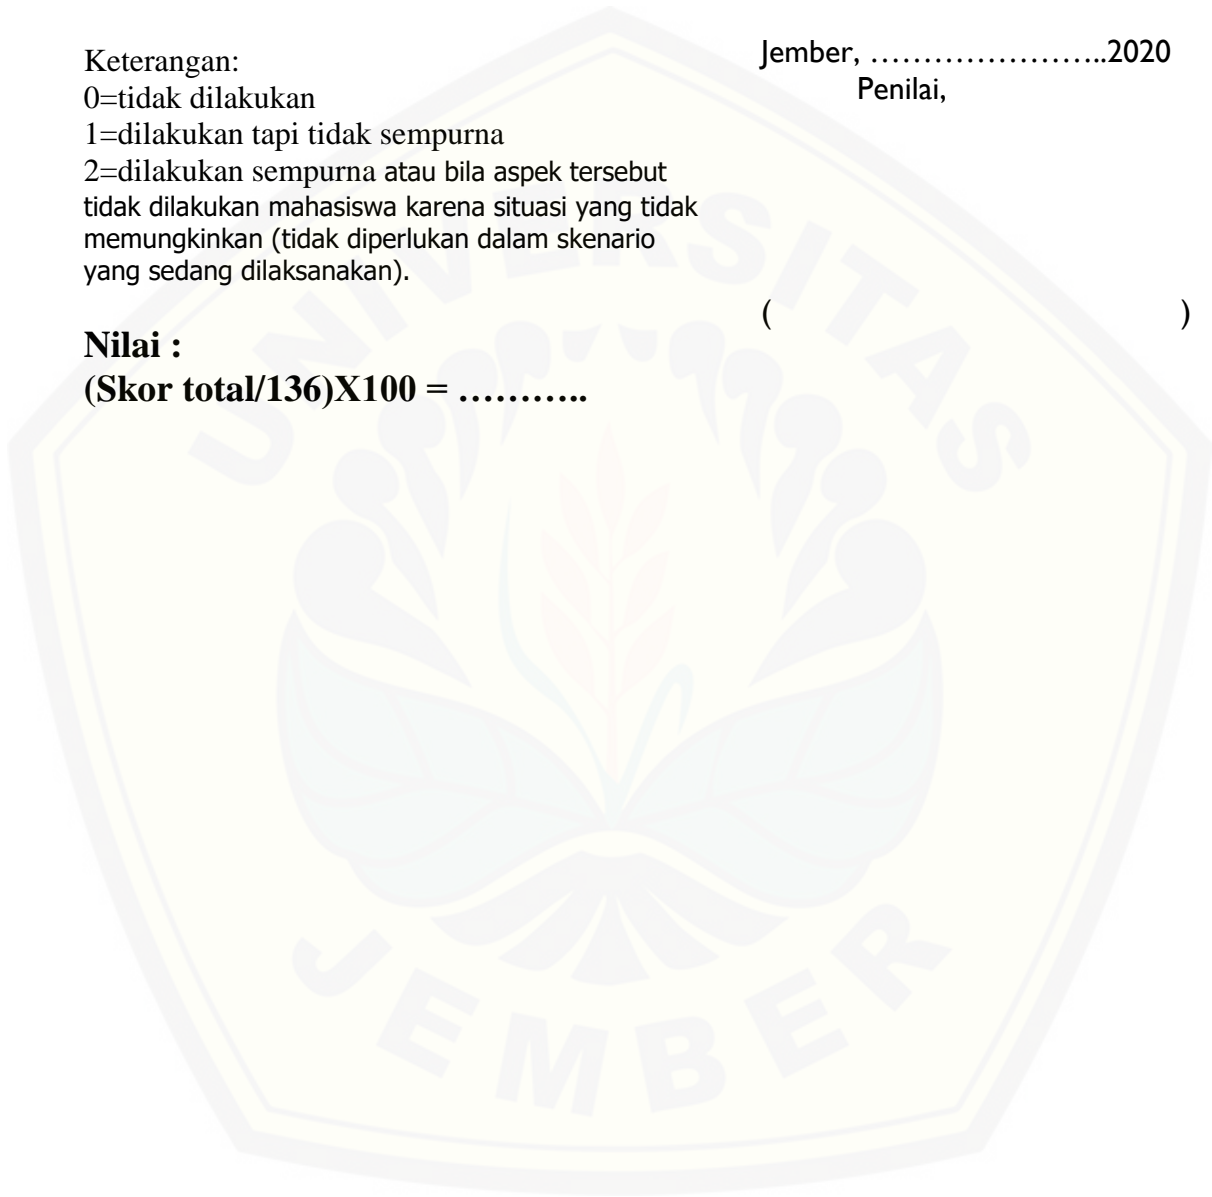 Keterangan:
0=tidak dilakukan
1=dilakukan tapi tidak sempurna
2=dilakukan sempurna atau bila aspek tersebut
tidak dilakukan mahasiswa karena situasi yang tidak
memungkinkan (tidak diperlukan dalam skenario
yang sedang dilaksanakan).
Nilai :
(Skor total/136)X100 = ………..
Jember, …………………..2020
Penilai,
( )
UNIVERSITAS
JEMBER